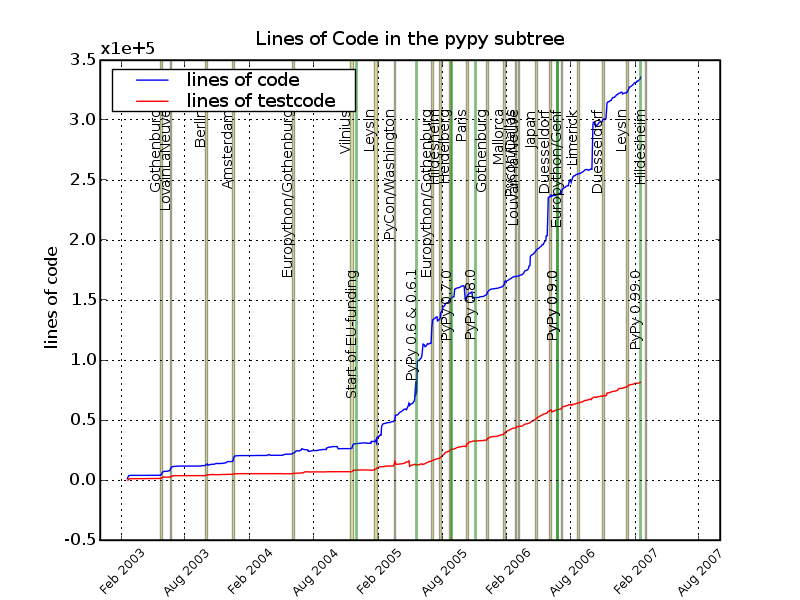 Lines of Code in the pypy subtree
x1e+5
lines of code
lines of testcode
3.5
3.0
2.5
2.0
1.5
1.0
0.5
0.0
-0.5
lines of code
Gothenburg
LovainLaNeuve
Berlin
Amsterdam
Europython/Gothenburg
Vilnius
Leysin
PyCon/Washington
Europython/Gothenburg
Hildesheim
Heidelberg
Paris
Gothenburg
Mallorca
Japan
Duesseldorf
Europython/Genf
Limerick
Duesseldorf
Leysin
Hildesheim
Start of EU-funding
PyPy 0.6 & 0.6.1
PyPy 0.7.0
PyPy 0.8.0
PyPy 0.9.0
PyPy 0.99.0
Feb 2003
Aug 2003
Feb 2004
Aug 2004
Feb 2005
Aug 2005
Feb 2006
Aug 2006
Feb 2007
Aug 2007